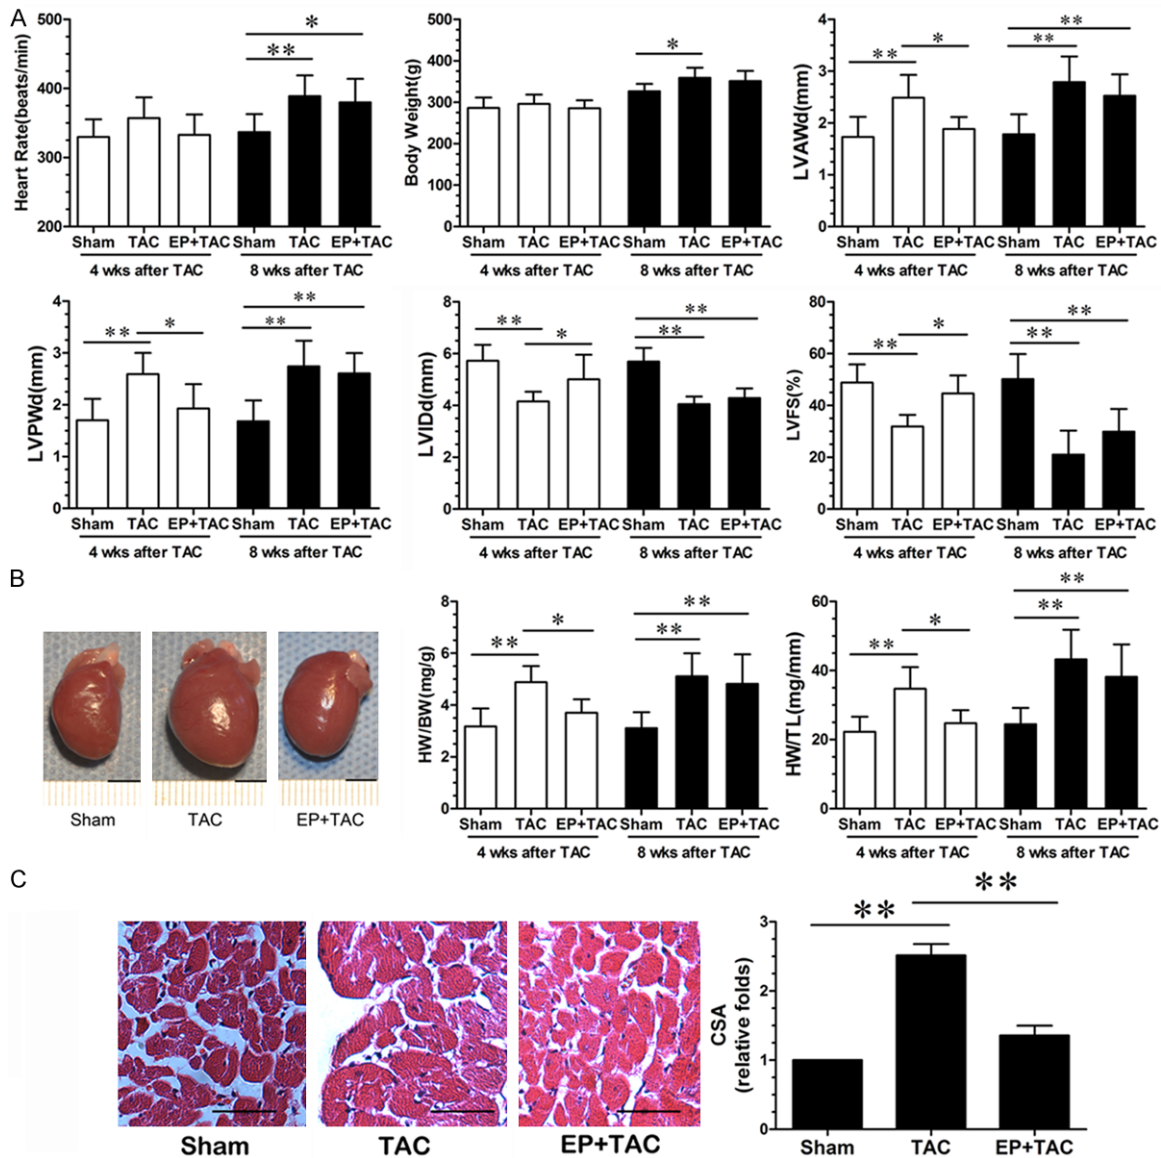 A
Heart Rate(beats/min)
500
400
300
200
*
**
Sham TAC EP+TAC Sham TAC EP+TAC
4 wks after TAC 8 wks after TAC
Body Weight(g)
500
400
300
200
100
0
*
Sham TAC EP+TAC Sham TAC EP+TAC
4 wks after TAC 8 wks after TAC
LVAWd(mm)
4
3
2
1
0
** * ** **
Sham TAC EP+TAC Sham TAC EP+TAC
4 wks after TAC 8 wks after TAC
LVPWd(mm)
4
3
2
1
0
** * ** **
Sham TAC EP+TAC Sham TAC EP+TAC
4 wks after TAC 8 wks after TAC
LVIDd(mm)
8
6
4
2
0
** * ** **
Sham TAC EP+TAC Sham TAC EP+TAC
4 wks after TAC 8 wks after TAC
LVFS(%)
80
60
40
20
0
** * ** **
Sham TAC EP+TAC Sham TAC EP+TAC
4 wks after TAC 8 wks after TAC
B
Sham TAC EP+TAC
HW/BW(mg/g)
8
6
4
2
0
** * ** **
Sham TAC EP+TAC Sham TAC EP+TAC
4 wks after TAC 8 wks after TAC
HW/TL(mg/mm)
60
40
20
0
** * ** **
Sham TAC EP+TAC Sham TAC EP+TAC
4 wks after TAC 8 wks after TAC
C
Sham TAC EP+TAC
CSA
(relative folds)
3
2
1
0
** **
Sham TAC EP+TAC